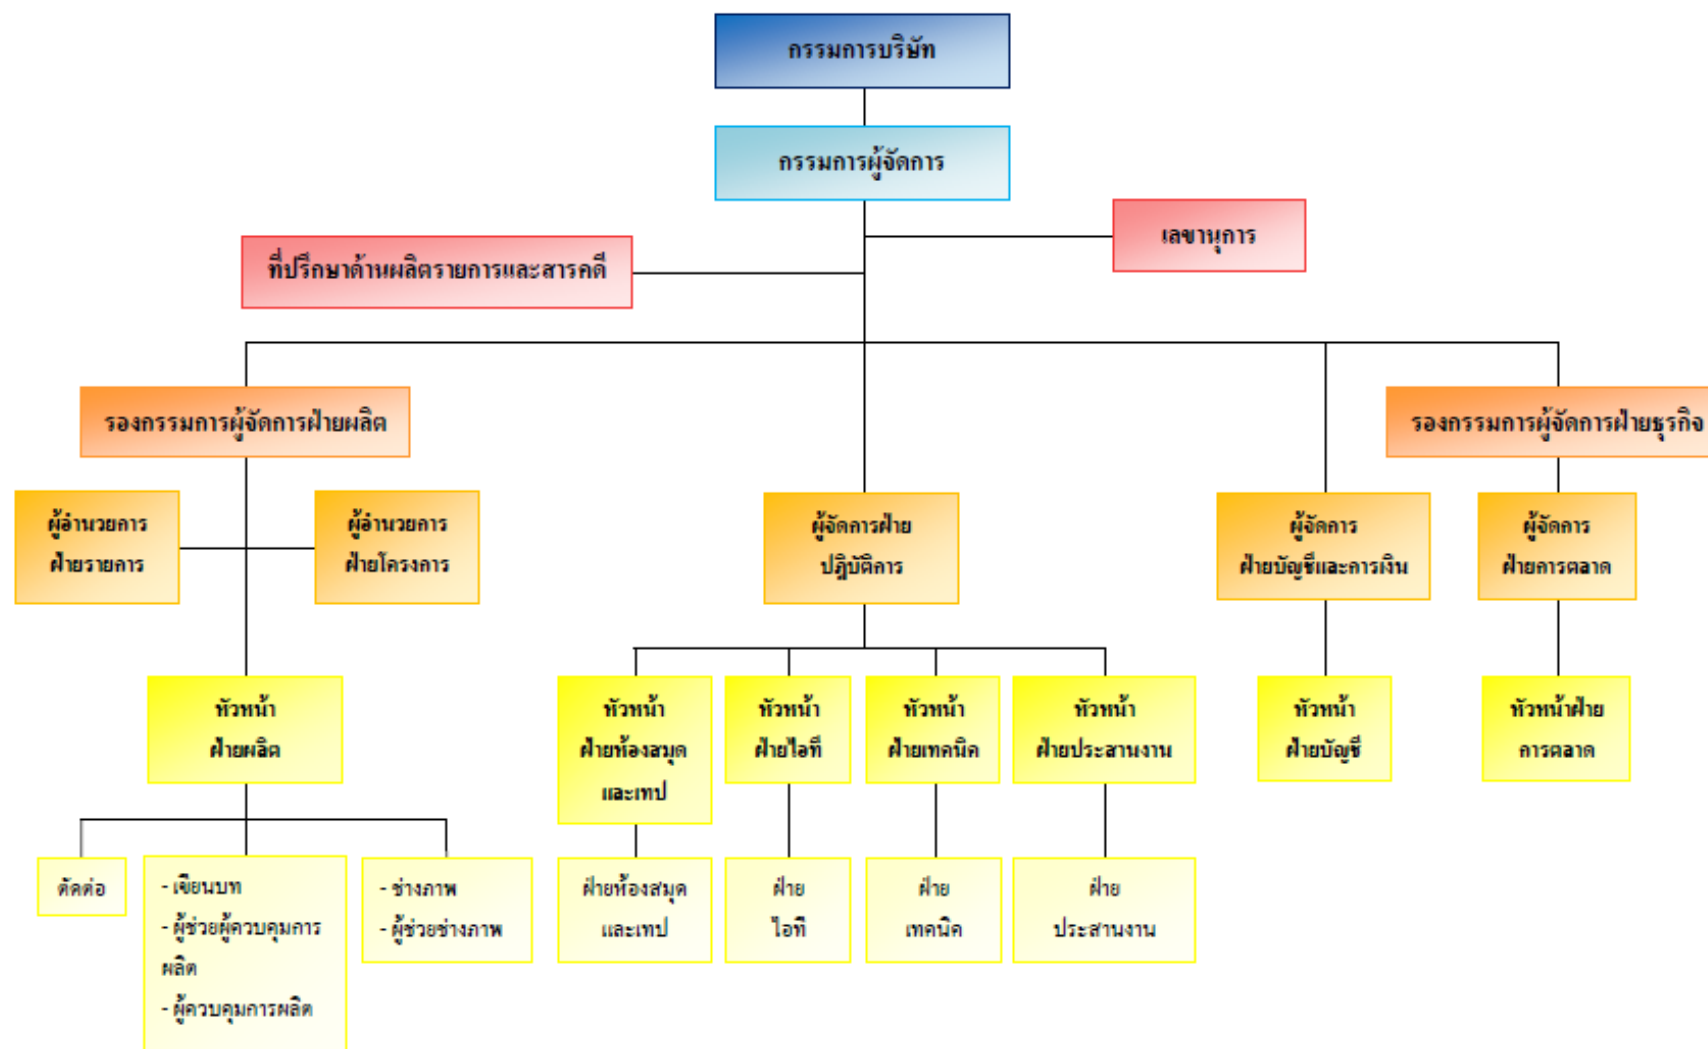 กรรมการบริษัท
กรรมการผู้จัดการ
เลขานุการ
ที่ปรึกษาด้านผลิตรายการและสารคดี
รองกรรมการผู้จัดการฝ่ายผลิต
รองกรรมการผู้จัดการฝ่ายธุรกิจ
ผู้อำนวยการ
ฝ่ายรายการ
ผู้อำนวยการ
ฝ่ายโครงการ
ผู้จัดการฝ่าย
ปฎิบัติการ
ผู้จัดการ
ฝ่ายบัญชีและการเงิน
ผู้จัดการ
ฝ่ายการตลาด
หัวหน้า
ฝ่ายผลิต
หัวหน้า
ฝ่ายห้องสมุด
และเทป
หัวหน้า
ฝ่ายไอที
หัวหน้า
ฝ่ายเทคนิค
หัวหน้า
ฝ่ายประสานงาน
หัวหน้า
ฝ่ายบัญชี
หัวหน้าฝ่าย
การตลาด
ตัดต่อ
- เขียนบท
- ผู้ช่วยผู้ควบคุมการ
ผลิต
- ผู้ควบคุมการผลิต
- ช่างภาพ
- ผู้ช่วยช่างภาพ
ฝ่ายห้องสมุด
และเทป
ฝ่าย
ไอที
ฝ่าย
เทคนิค
ฝ่าย
ประสานงาน